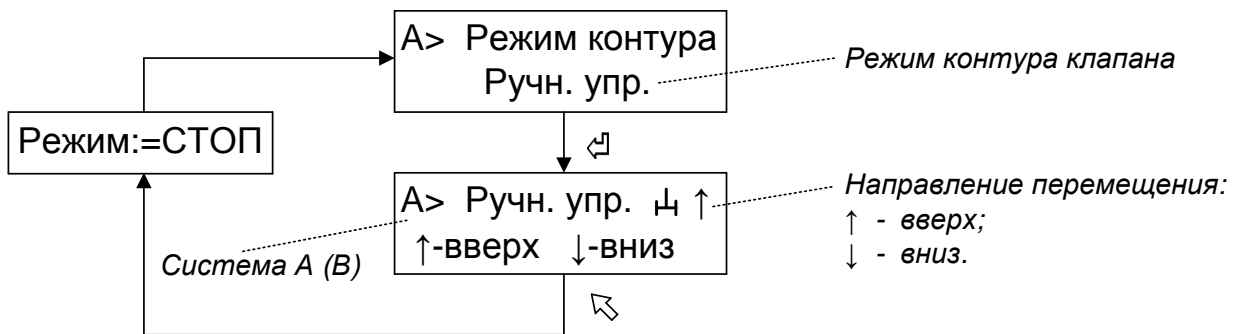 А> Режим контура
Ручн. упр.
Режим контура клапана
Режим:=СТОП
А> Ручн. упр. ↑
↑-вверх ↓-вниз
Направление перемещения:
↑ - вверх;
↓ - вниз.
Система А (В)